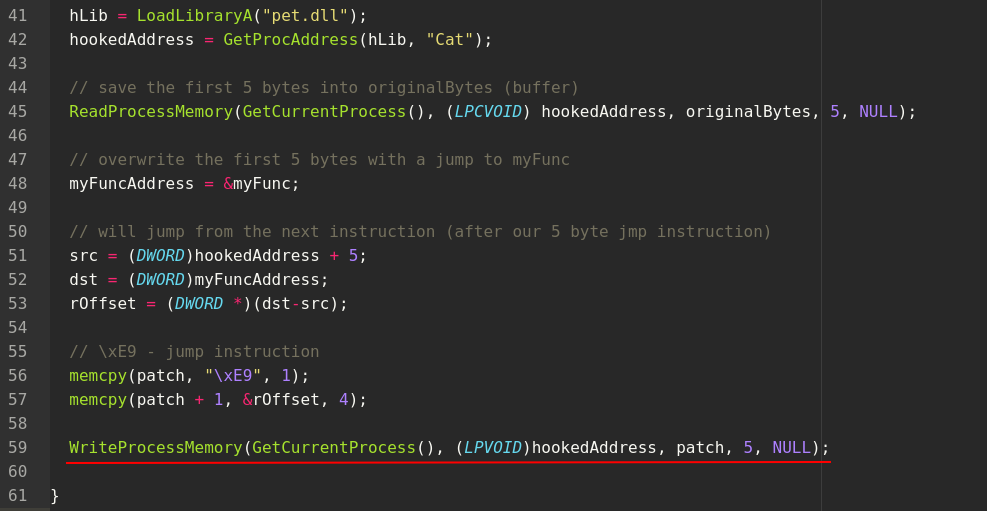 41 hLib = LoadLibraryA("pet.dll");
42 hookedAddress = GetProcAddress(hLib, "Cat");
43
44 // save the first 5 bytes into originalBytes (buffer)
45 ReadProcessMemory(GetCurrentProcess(), (LPCVOID) hookedAddress, originalBytes, 5, NULL);
46
47 // overwrite the first 5 bytes with a jump to myFunc
48 myFuncAddress = &myFunc;
49
50 // will jump from the next instruction (after our 5 byte jmp instruction)
51 src = (DWORD)hookedAddress + 5;
52 dst = (DWORD)myFuncAddress;
53 rOffset = (DWORD *)(dst-src);
54
55 // \xE9 - jump instruction
56 memcpy(patch, "\xE9", 1);
57 memcpy(patch + 1, &rOffset, 4);
58
59 WriteProcessMemory(GetCurrentProcess(), (LPVOID)hookedAddress, patch, 5, NULL);
60
61 }